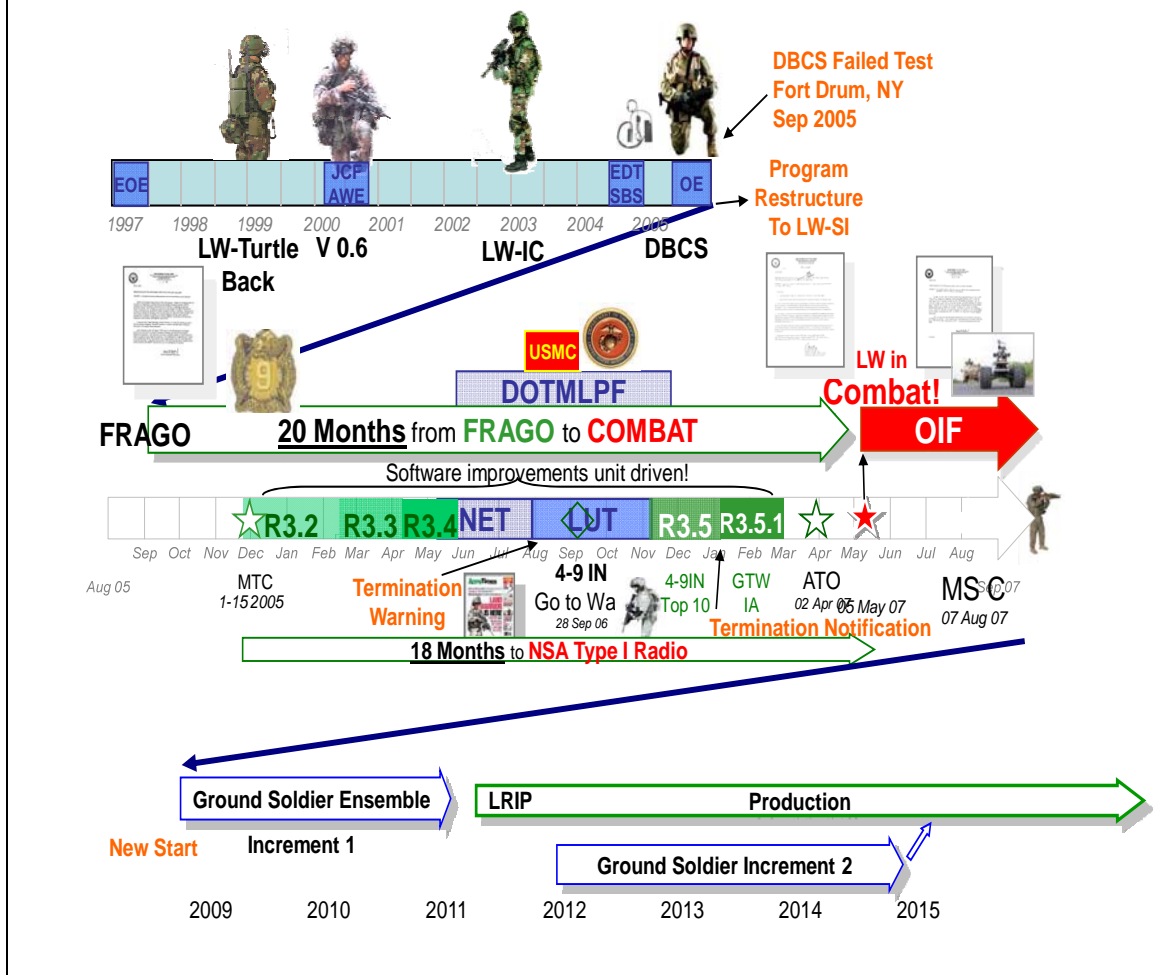 DBCS Failed Test
Fort Drum, NY
Sep 2005
EOE
JCF
AWE
EDT
SBS
OE
Program
Restructure
To LW-SI
1997 1998 1999 2000 2001 2002 2003 2004 2005
LW-Turtle
Back
V 0.6
LW-IC
DBCS
9
USMC
DOTMLPF
LW in
Combat!
FRAGO
20 Months from FRAGO to COMBAT
OIF
Software improvements unit driven!
R3.2 R3.3 R3.4 NET LUT R3.5 R3.5.1
Sep Oct Nov Dec Jan Feb Mar Apr May Jun Jul Aug Sep Oct Nov Dec Jan Feb Mar Apr May Jun Jul Aug
Aug 05
Sep 07
MTC
1-15 2005
Termination
Warning
4-9 IN
Go to Wa
28 Sep 06
4-9IN
Top 10
GTW
IA
ATO
02 Apr 07
05 May 07
MS C
07 Aug 07
Termination Notification
18 Months to NSA Type I Radio
Ground Soldier Ensemble
LRIP
Production
New Start
Increment 1
Ground Soldier Increment 2
2009 2010 2011 2012 2013 2014 2015